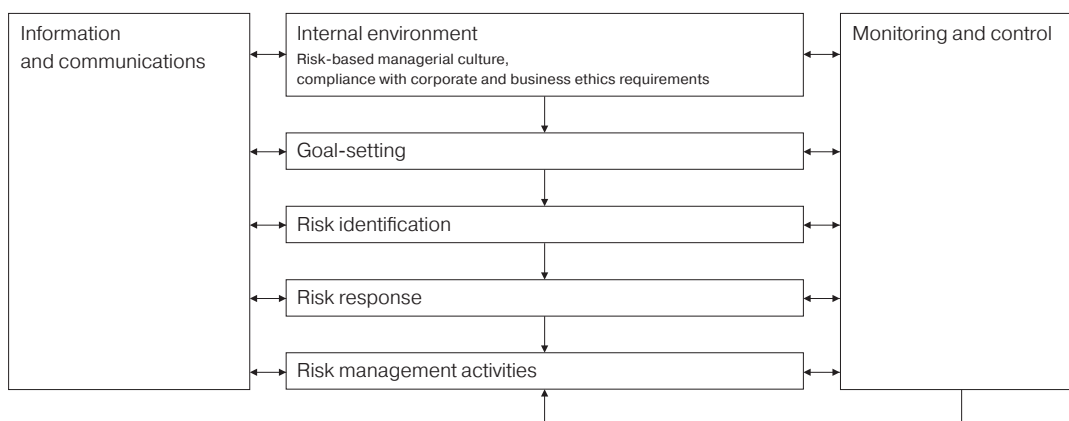 Information
and communications
Internal environment
Risk-based managerial culture,
compliance with corporate and business ethics requirements
Goal-setting
Risk identification
Risk response
Risk management activities
Monitoring and control